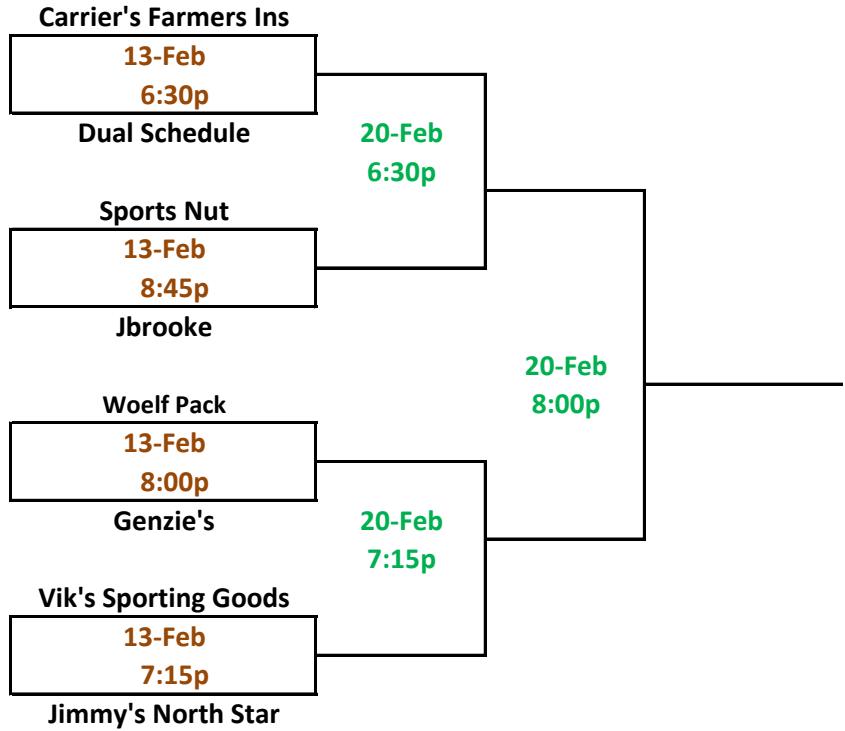 Carrier's Farmers Ins
13-Feb
6:30p
Dual Schedule
20-Feb
6:30p
Sports Nut
13-Feb
8:45p
Jbrooke
20-Feb
8:00p
Woelf Pack
13-Feb
8:00p
Genzie's
20-Feb
7:15p
Vik's Sporting Goods
13-Feb
7:15p
Jimmy's North Star